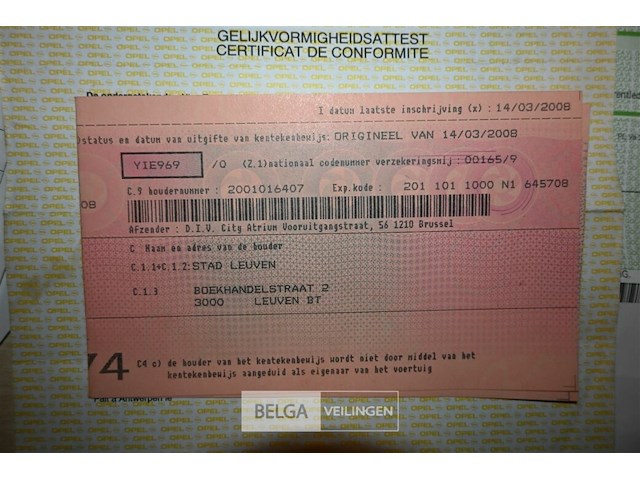 GELIJKVORMIGHEIDSATTEST
CERTIFICAT DE CONFORMITE
I datum laatste inschrijving (x) : 14/03/2008
status en datum van uitgifte van kentekenbewijs: ORIGINEEL VAN 14/03/2008
YIE969 /0 (Z.1)nationaal codenummer verzekeringsmij :00165/9
C.9 houdernummer : 2001016407 Exp.kode : 201 101 1000 N1 645708
08
Afzender : D.I.V. City Atrium Vooruitgangstraat, 56 1210 Brussel
C Naam en adres van de houder
C.1.1+C.1.2: STAD LEUVEN
C.1.3 BOEKHANDELSTRAAT 2
3000 LEUVEN BT
74 C4 c) de houder van het kentekenbewijs wordt niet door middel van het
kentekenbewijs aangeduid als eigenaar van het voertuig
BELGA VEILINGEN